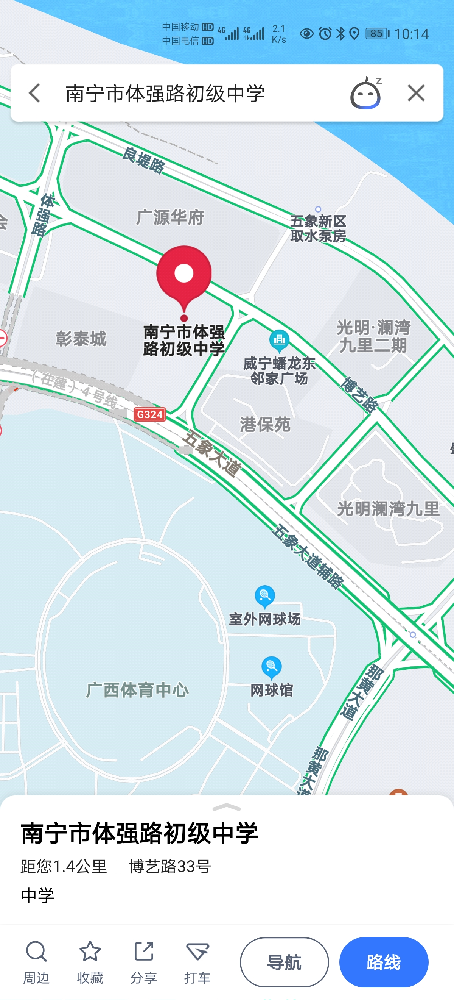 中国移动 HD 4G 4G 2.1 85 10:14
中国电信 HD K/s
南宁市体强路初级中学
z
良堤路
体强路
广源华府
会
五象新区
取水泵房
彰泰城
南宁市体强
路初级中学
光明·澜湾
九里二期
威宁蟠龙东
邻家广场
博艺路
（在建）4号线
G324
港保苑
五象大道
光明澜湾九里
五象大道辅路
室外网球场
网球馆
广西体育中心
那黄大道
那黄大道
南宁市体强路初级中学
距您1.4公里 博艺路33号
中学
周边 收藏 分享 打车 导航 路线